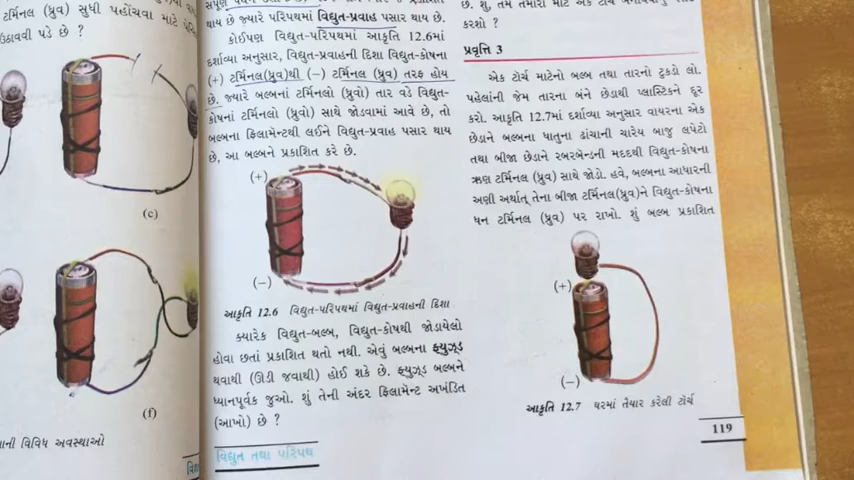 ટર્મિનલ (ધ્રુવ) સુધી પહોંચવા માટે
ઉઠાવવી પડે છે ?
(c)
(f)
ની વિવિધ અવસ્થાઓ
થાય છે જ્યારે પરિપથમાં વિદ્યુત-પ્રવાહ પસાર થાય છે.
કોઈપણ વિદ્યુત-પરિપથમાં આકૃતિ 12.6માં
દર્શાવ્યા અનુસાર, વિદ્યુત-પ્રવાહની દિશા વિદ્યુત-કોષના
(+) ટર્મિનલ(ધ્રુવ)થી (–) ટર્મિનલ (ધ્રુવ) તરફ હોય
છે. જ્યારે બલ્બનાં ટર્મિનલો (ધ્રુવો) તાર વડે વિદ્યુત-
કોષનાં ટર્મિનલો (ધ્રુવો) સાથે જોડવામાં આવે છે, તો
બલ્બના ફિલામેન્ટથી લઈને વિદ્યુત-પ્રવાહ પસાર થાય
છે, આ બલ્બને પ્રકાશિત કરે છે.
(+)
(–)
આકૃતિ 12.6 વિદ્યુત-પરિપથમાં વિદ્યુત-પ્રવાહની દિશા
ક્યારેક વિદ્યુત-બલ્બ, વિદ્યુત-કોષથી જોડાયેલો
હોવા છતાં પ્રકાશિત થતો નથી. એવું બલ્બના ફ્યુઝ્ડ
થવાથી (ઊડી જવાથી) હોઈ શકે છે. ફ્યુઝ્ડ બલ્બને
ધ્યાનપૂર્વક જુઓ. શું તેની અંદર ફિલામૅન્ટ અખંડિત
(આખો) છે ?
વિદ્યુત તથા પરિપથ
કરશો ?
પ્રવૃત્તિ 3
એક ટૉર્ચ માટેનો બલ્બ તથા તારનો ટુકડો લો.
પહેલાંની જેમ તારના બંને છેડાથી પ્લાસ્ટિકને દૂર
કરો. આકૃતિ 12.7માં દર્શાવ્યા અનુસાર વાયરના એક
છેડાને બલ્બના ધાતુના ઢાંચાની ચારેય બાજુ લપેટો
તથા બીજા છેડાને રબરબૅન્ડની મદદથી વિદ્યુત-કોષના
ઋણ ટર્મિનલ (ધ્રુવ) સાથે જોડો. હવે, બલ્બના આધારની
અણી અર્થાત્ તેના બીજા ટર્મિનલ(ધ્રુવ)ને વિદ્યુત-કોષના
ધન ટર્મિનલ (ધ્રુવ) પર રાખો. શું બલ્બ પ્રકાશિત
(+)
(–)
આકૃતિ 12.7 ઘરમાં તૈયાર કરેલી ટૉર્ચ
119